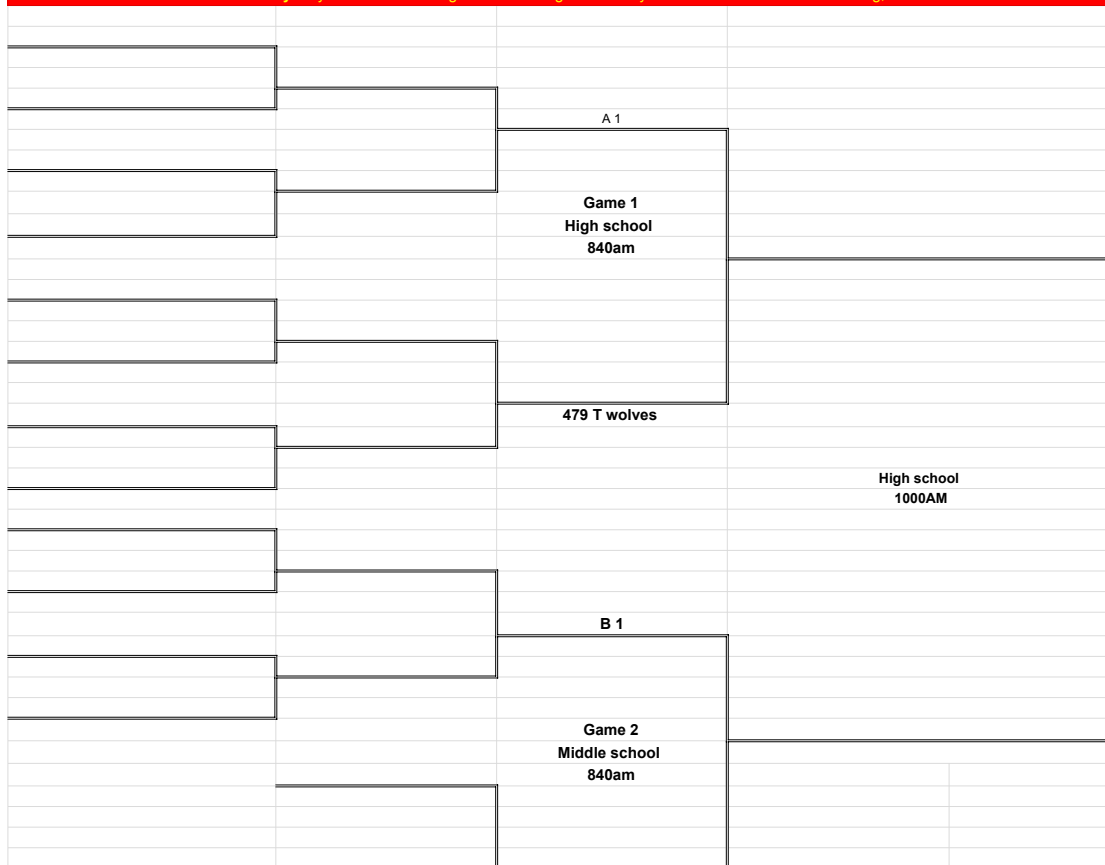 A 1
Game 1
High school
840am
479 T wolves
High school
1000AM
B 1
Game 2
Middle school
840am